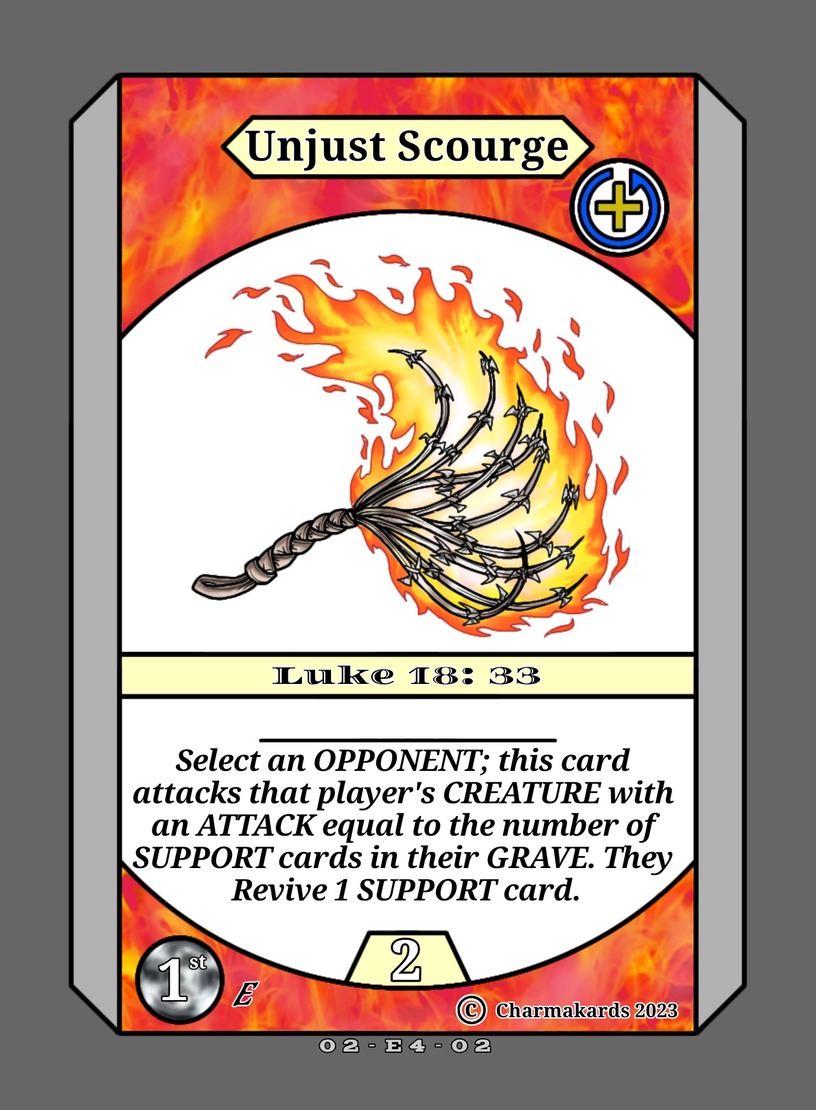 Unjust Scourge
Luke 18: 33
Select an OPPONENT; this card
attacks that player's CREATURE with
an ATTACK equal to the number of
SUPPORT cards in their GRAVE. They
Revive 1 SUPPORT card.
2
1st
E
© Charmakards 2023
02-E4-02